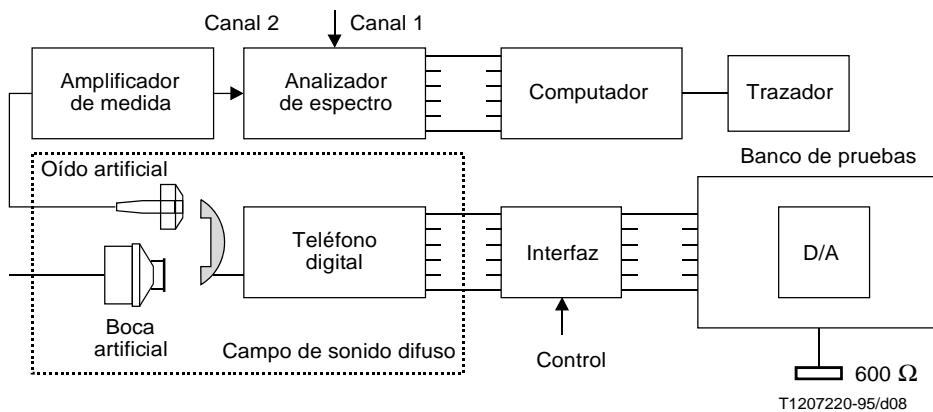 Canal 2
Canal 1
Amplificador
de medida
Analizador
de espectro
Computador
Trazador
Oído artificial
Banco de pruebas
Teléfono
digital
Interfaz
D/A
Boca
artificial
Campo de sonido difuso
Control
600 Ω
T1207220-95/d08